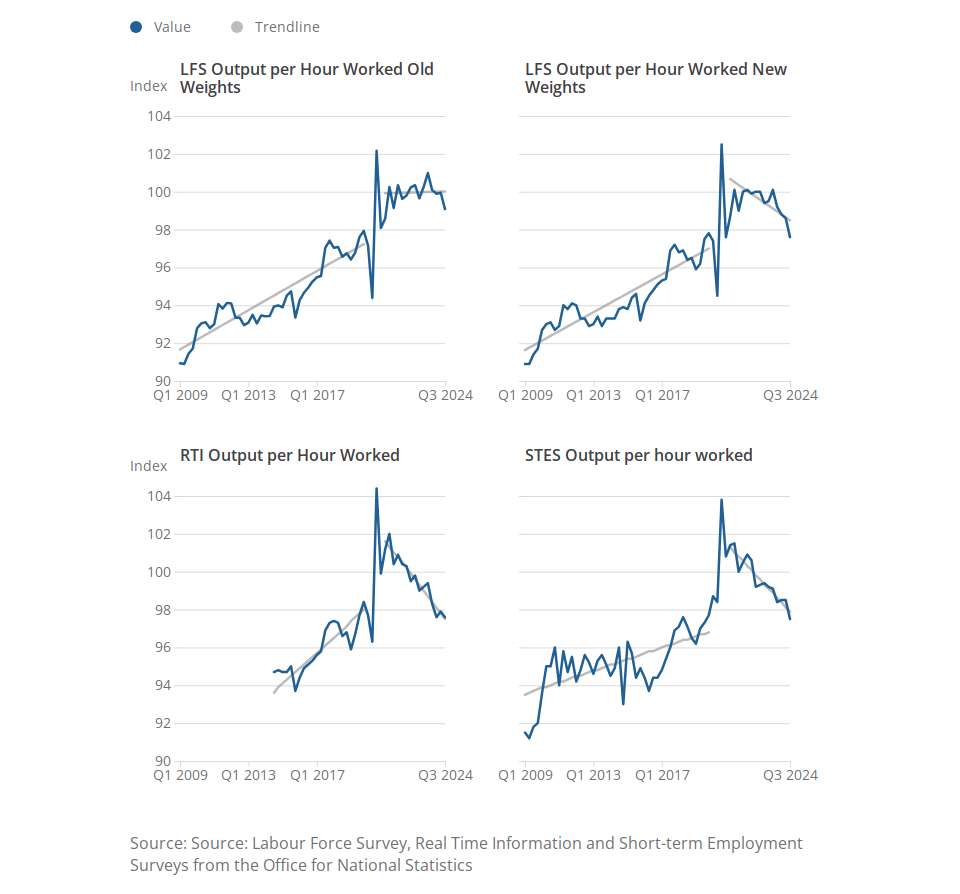 Value Trendline
LFS Output per Hour Worked Old
Weights
Index
104
102
100
98
96
94
92
90
Q1 2009 Q1 2013 Q1 2017 Q3 2024
LFS Output per Hour Worked New
Weights
Q1 2009 Q1 2013 Q1 2017 Q3 2024
RTI Output per Hour Worked
Index
104
102
100
98
96
94
92
90
Q1 2009 Q1 2013 Q1 2017 Q3 2024
STES Output per hour worked
Q1 2009 Q1 2013 Q1 2017 Q3 2024
Source: Source: Labour Force Survey, Real Time Information and Short-term Employment
Surveys from the Office for National Statistics